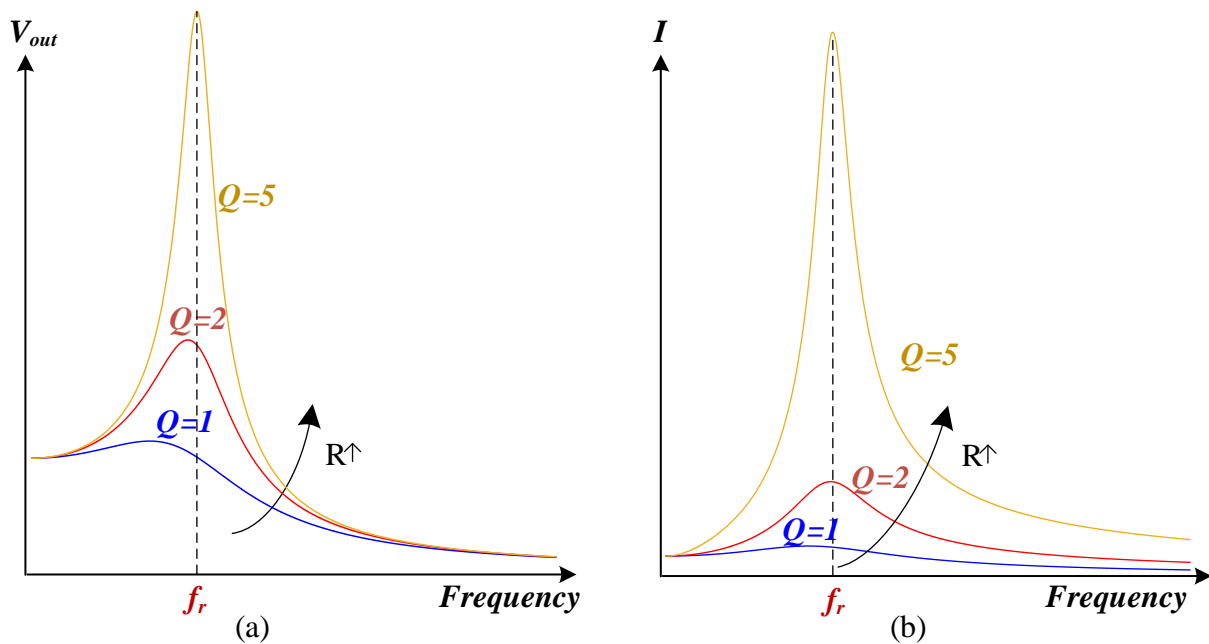 V_out
Q=5
Q=2
Q=1
R↑
f_r
Frequency
(a)
I
Q=5
Q=2
Q=1
R↑
f_r
Frequency
(b)